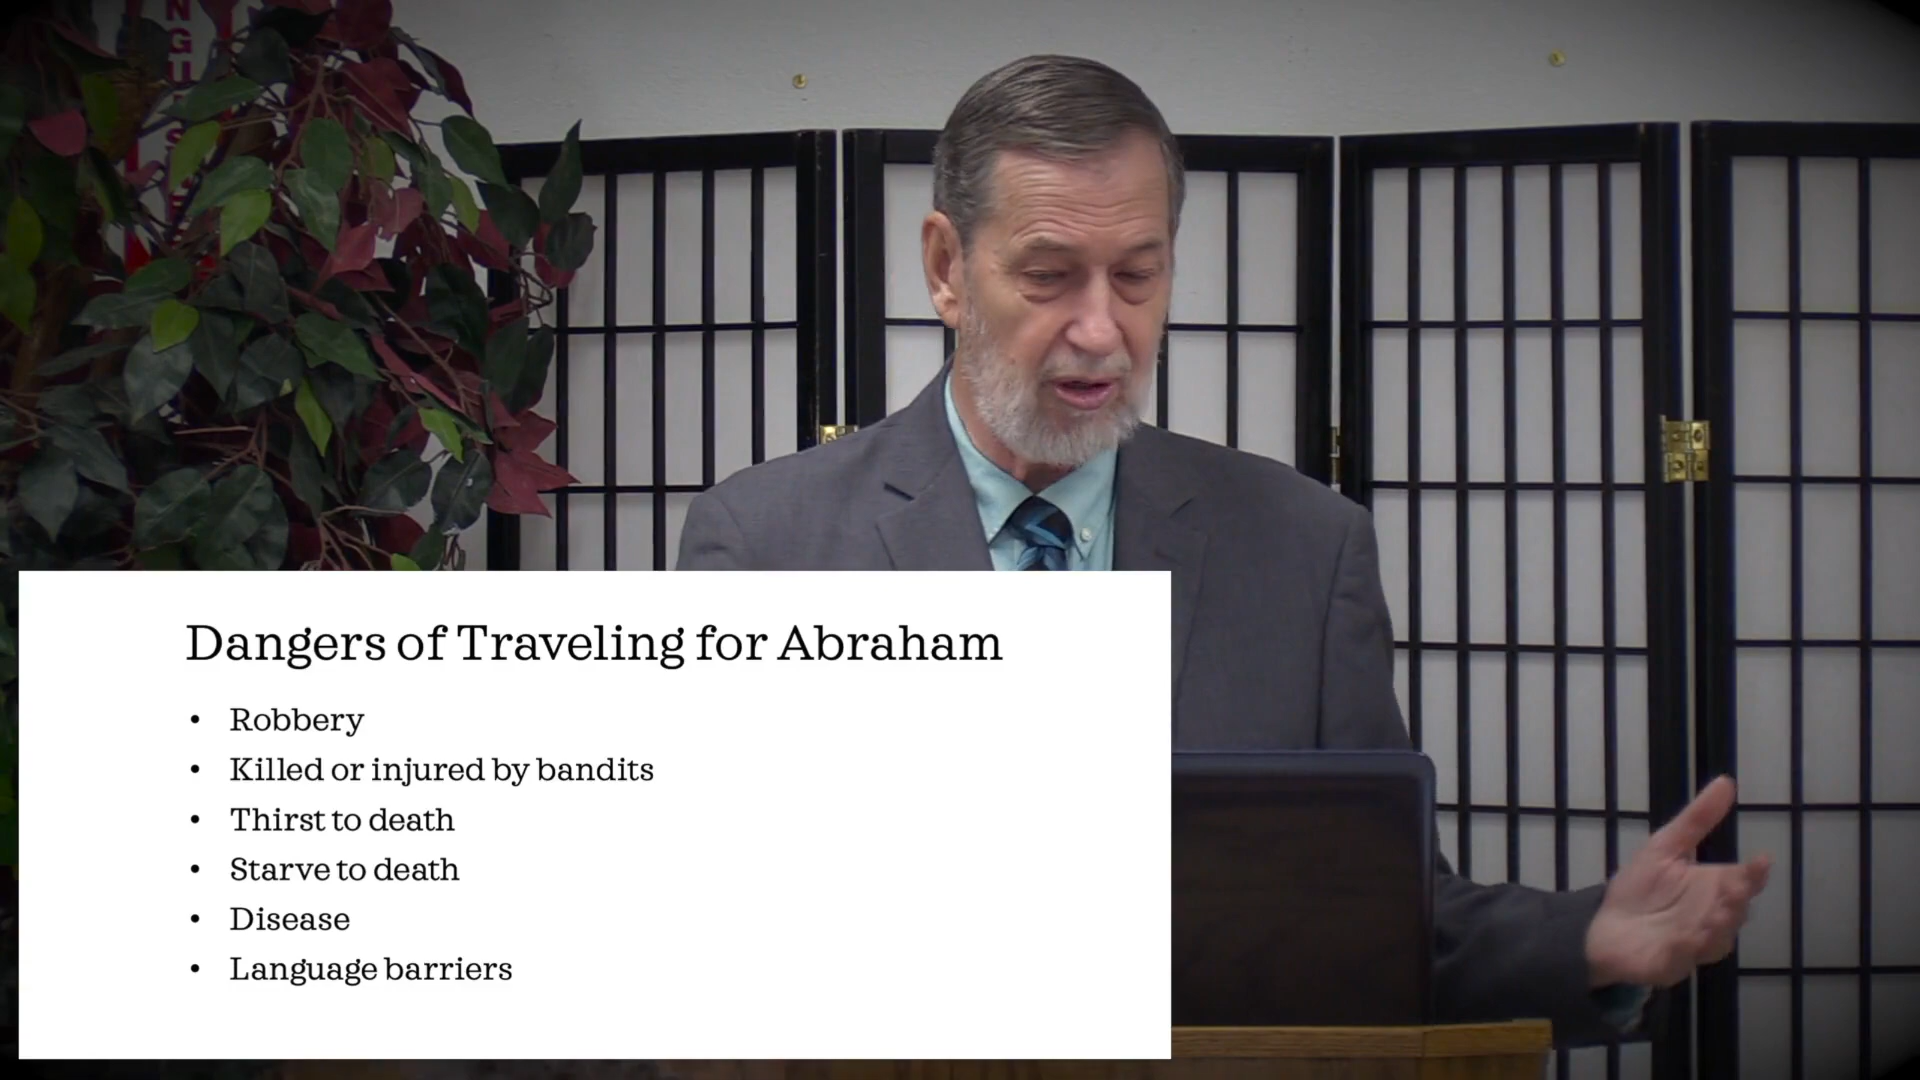 Dangers of Traveling for Abraham
• Robbery
• Killed or injured by bandits
• Thirst to death
• Starve to death
• Disease
• Language barriers